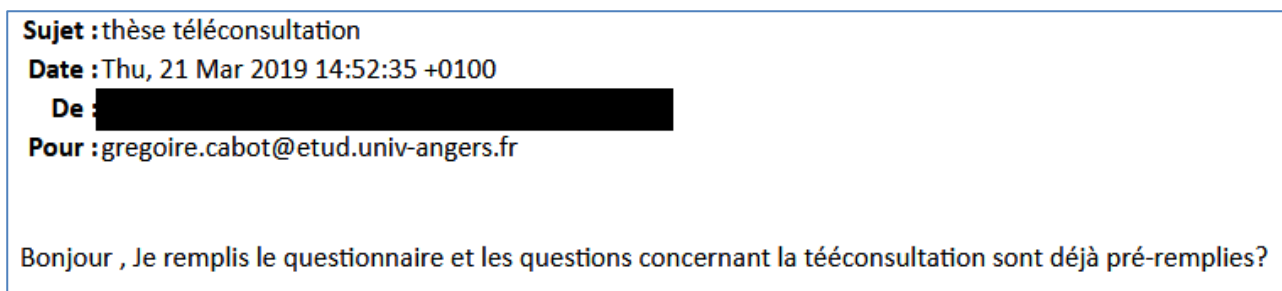 Sujet : thèse téléconsultation
Date : Thu, 21 Mar 2019 14:52:35 +0100
De :
Pour : gregoire.cabot@etud.univ-angers.fr
Bonjour , Je remplis le questionnaire et les questions concernant la tééconsultation sont déjà pré-remplies?